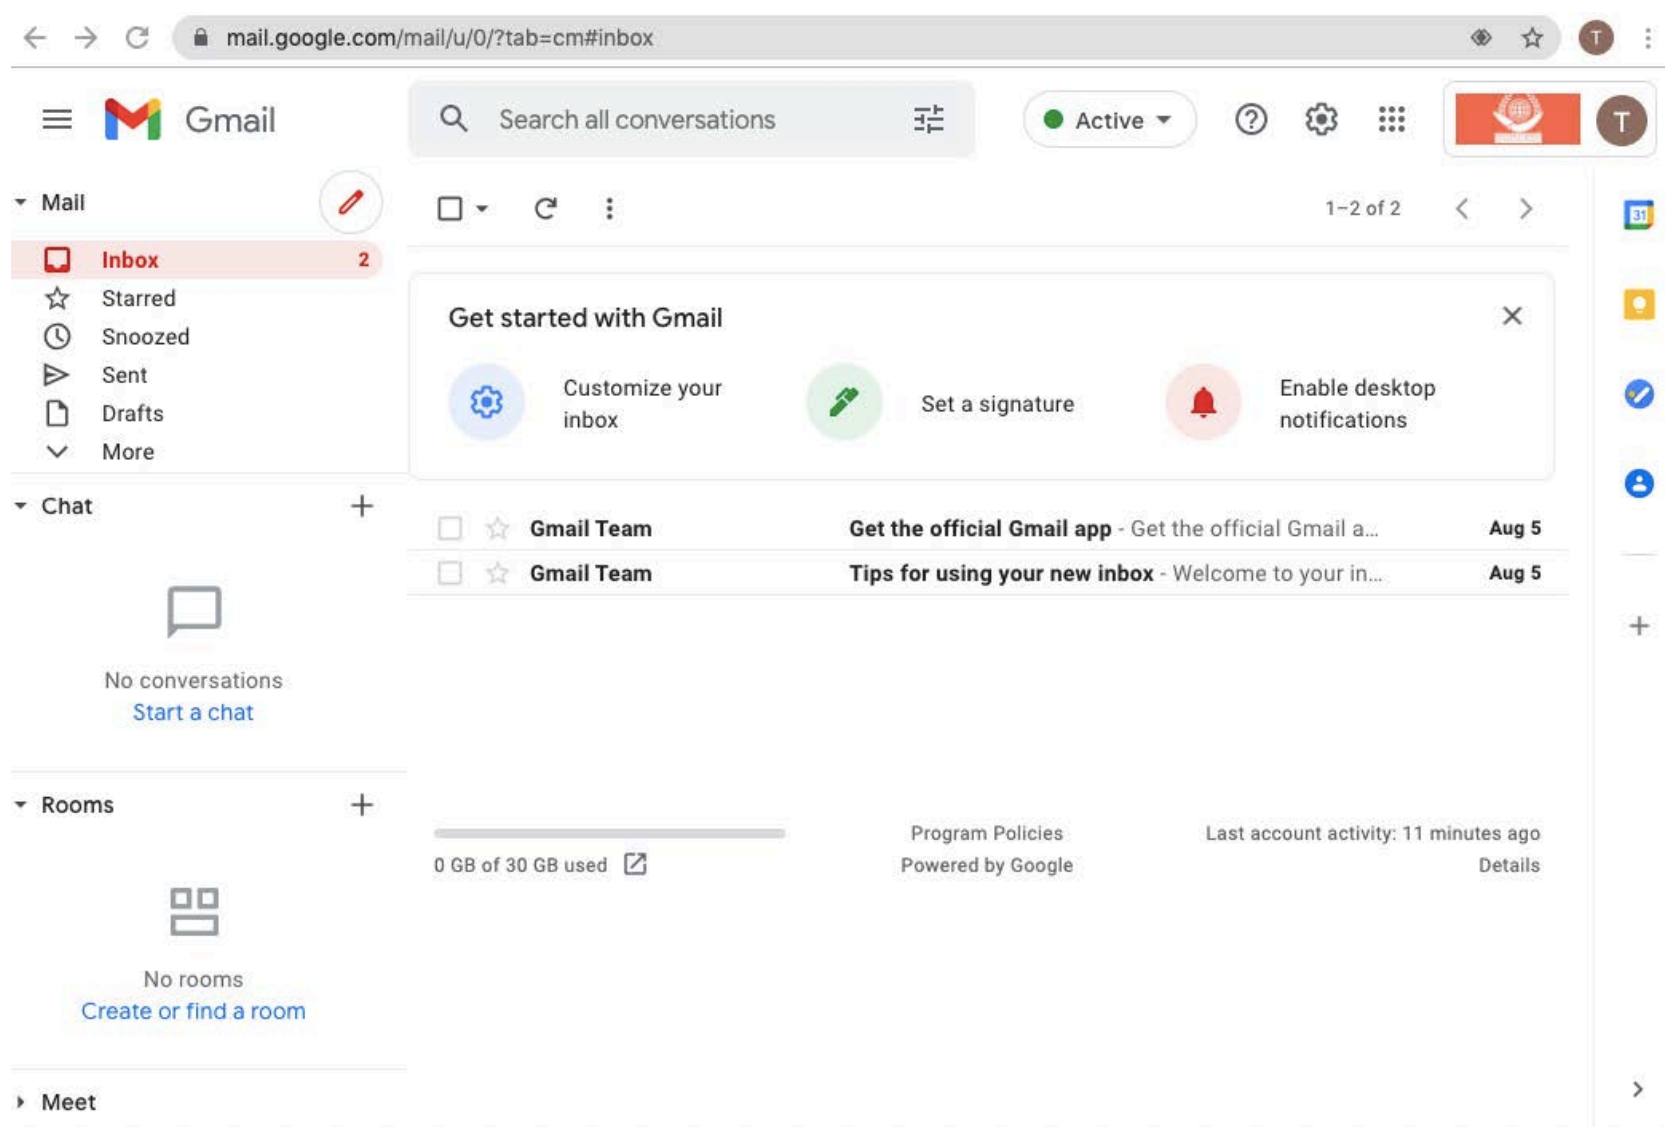 mail.google.com/mail/u/0/?tab=cm#inbox
T
Gmail
Search all conversations
Active
T
Mail
1–2 of 2
31
Inbox 2
Starred
Snoozed
Sent
Drafts
More
Get started with Gmail
Customize your
inbox
Set a signature
Enable desktop
notifications
Chat
Gmail Team Get the official Gmail app - Get the official Gmail a... Aug 5
Gmail Team Tips for using your new inbox - Welcome to your in... Aug 5
No conversations
Start a chat
Rooms
0 GB of 30 GB used
Program Policies
Powered by Google
Last account activity: 11 minutes ago
Details
No rooms
Create or find a room
Meet